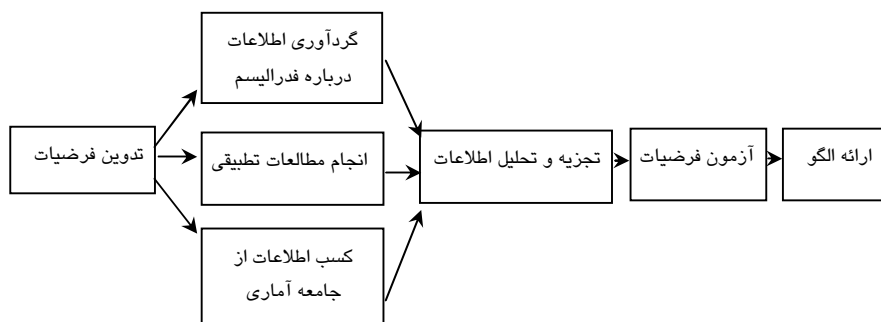 تدوین فرضیات
گردآوری اطلاعات
درباره فدرالیسم
انجام مطالعات تطبیقی
کسب اطلاعات از
جامعه آماری
تجزیه و تحلیل اطلاعات
آزمون فرضیات
ارائه الگو